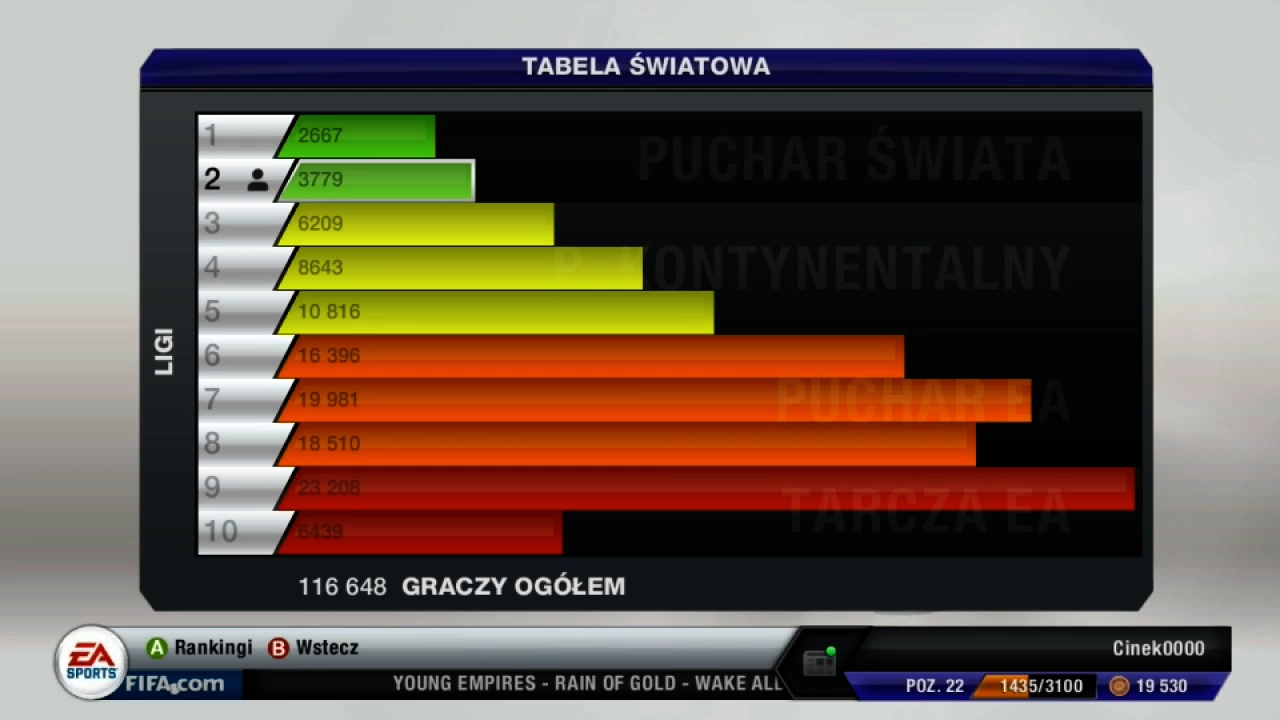 TABELA ŚWIATOWA
LIGI
1 2667
2 3779
3 6209
4 8643
5 10 816
6 16 396
7 19 981
8 18 510
9 23 208
10 6439
PUCHAR ŚWIATA
P. KONTYNENTALNY
PUCHAR EA
TARCZA EA
116 648 GRACZY OGÓŁEM
EA SPORTS
A Rankingi B Wstecz
Cinek0000
FIFA.com
YOUNG EMPIRES - RAIN OF GOLD - WAKE ALL
POZ. 22 1435/3100 19 530